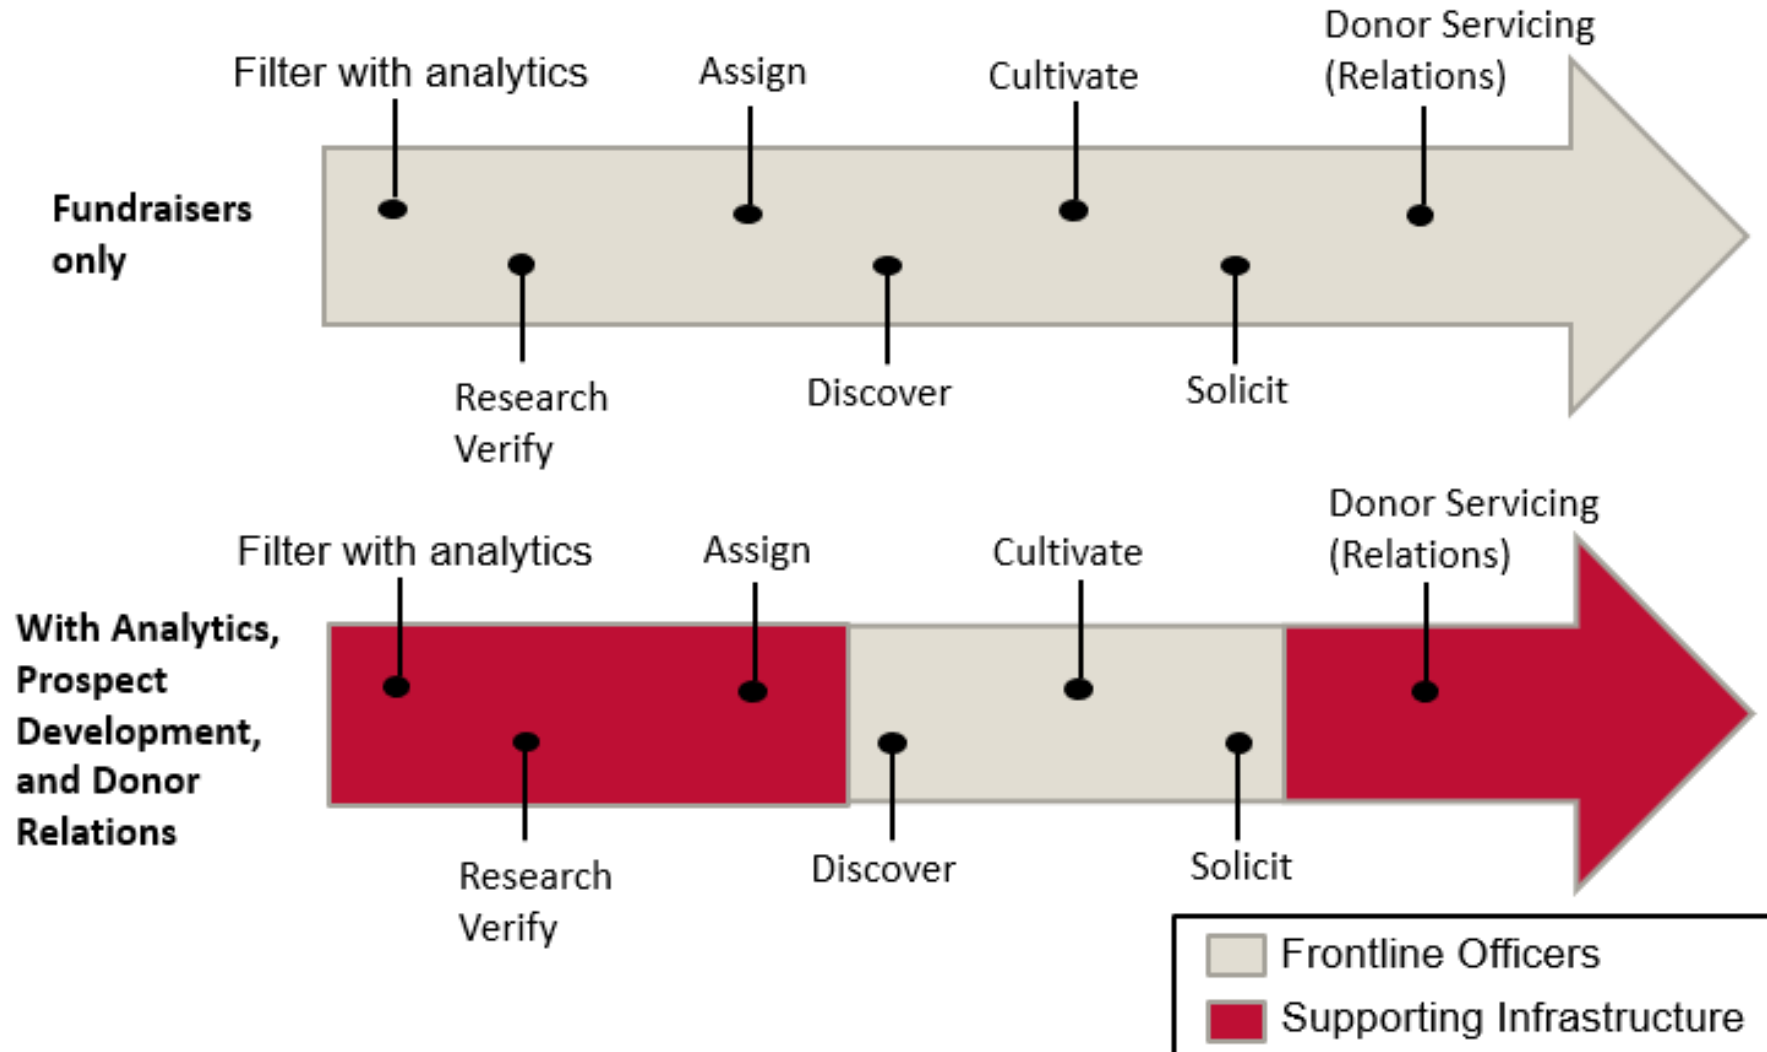 Donor Servicing
(Relations)
Filter with analytics
Assign
Cultivate
Fundraisers
only
Research
Verify
Discover
Solicit
Donor Servicing
(Relations)
Filter with analytics
Assign
Cultivate
With Analytics,
Prospect
Development,
and Donor
Relations
Research
Verify
Discover
Solicit
Frontline Officers
Supporting Infrastructure